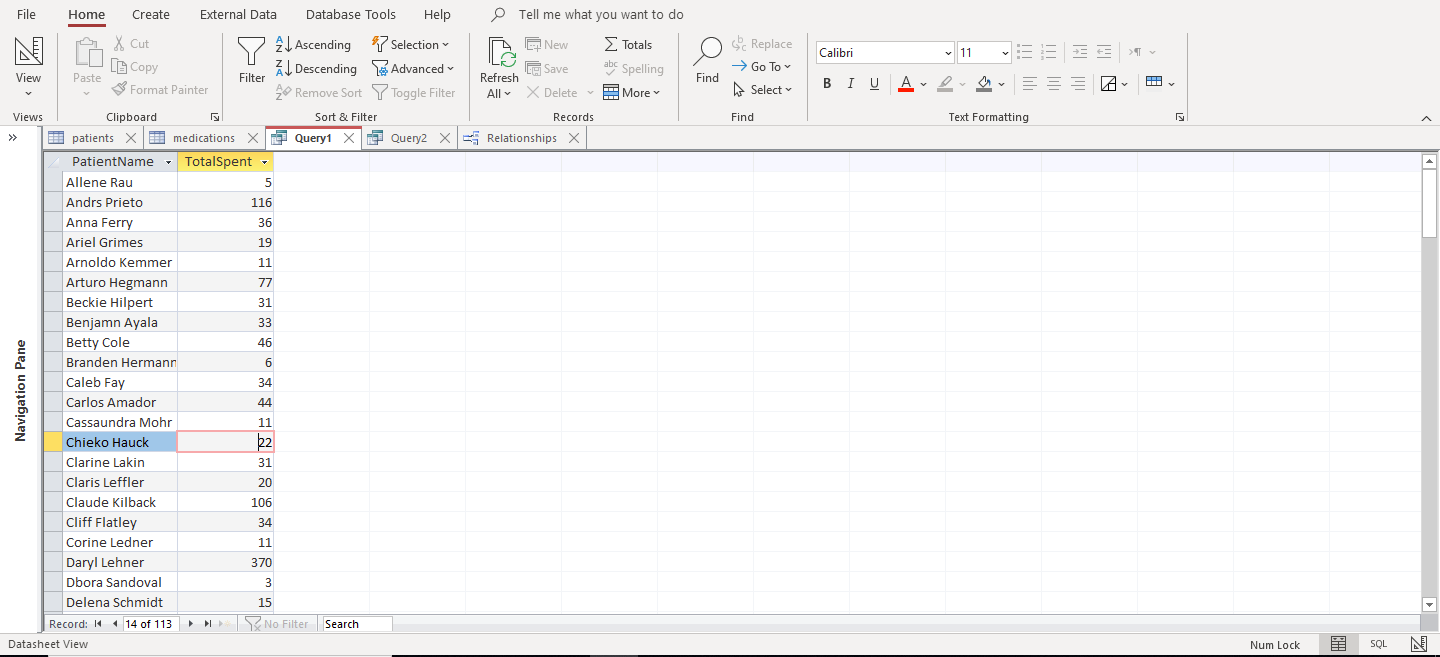 File Home Create External Data Database Tools Help Tell me what you want to do
View
Views
Paste
Cut
Copy
Format Painter
Clipboard
Filter
Ascending
Descending
Remove Sort
Selection
Advanced
Toggle Filter
Sort & Filter
Refresh
All
New
Save
Delete
Totals
Spelling
More
Records
Find
Replace
Go To
Select
Find
Calibri 11
B I U
Text Formatting
patients medications Query1 Query2 Relationships
Navigation Pane
PatientName TotalSpent
Allene Rau 5
Andrs Prieto 116
Anna Ferry 36
Ariel Grimes 19
Arnoldo Kemmer 11
Arturo Hegmann 77
Beckie Hilpert 31
Benjamn Ayala 33
Betty Cole 46
Branden Hermann 6
Caleb Fay 34
Carlos Amador 44
Cassaundra Mohr 11
Chieko Hauck 22
Clarine Lakin 31
Claris Leffler 20
Claude Kilback 106
Cliff Flatley 34
Corine Ledner 11
Daryl Lehner 370
Dbora Sandoval 3
Delena Schmidt 15
Record: 14 of 113 No Filter Search
Datasheet View Num Lock SQL